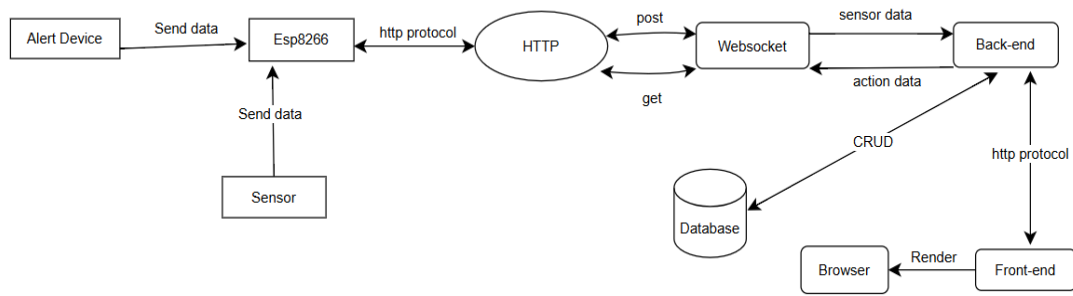 Alert Device
Send data
Esp8266
http protocol
HTTP
post
get
Websocket
sensor data
action data
Back-end
Send data
Sensor
CRUD
http protocol
Database
Browser
Render
Front-end